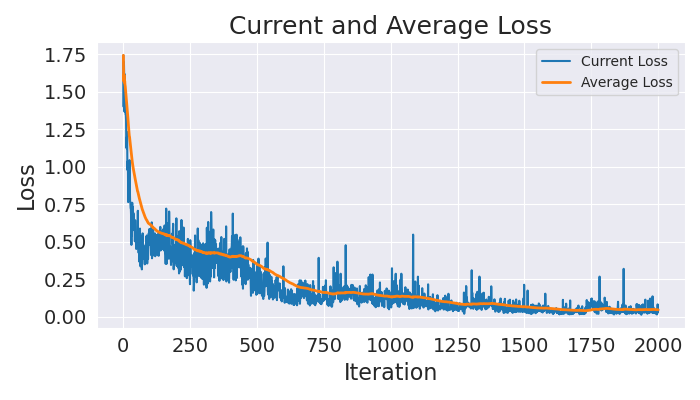 Current and Average Loss
Current Loss
Average Loss
Loss
1.75
1.50
1.25
1.00
0.75
0.50
0.25
0.00
0 250 500 750 1000 1250 1500 1750 2000
Iteration